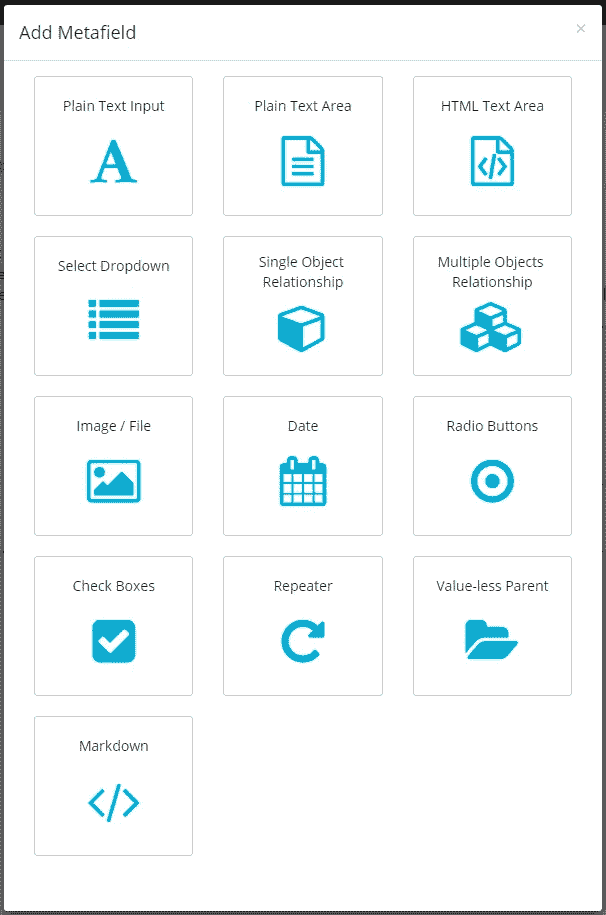 Add Metafield
×
Plain Text Input
Plain Text Area
HTML Text Area
Select Dropdown
Single Object
Relationship
Multiple Objects
Relationship
Image / File
Date
Radio Buttons
Check Boxes
Repeater
Value-less Parent
Markdown